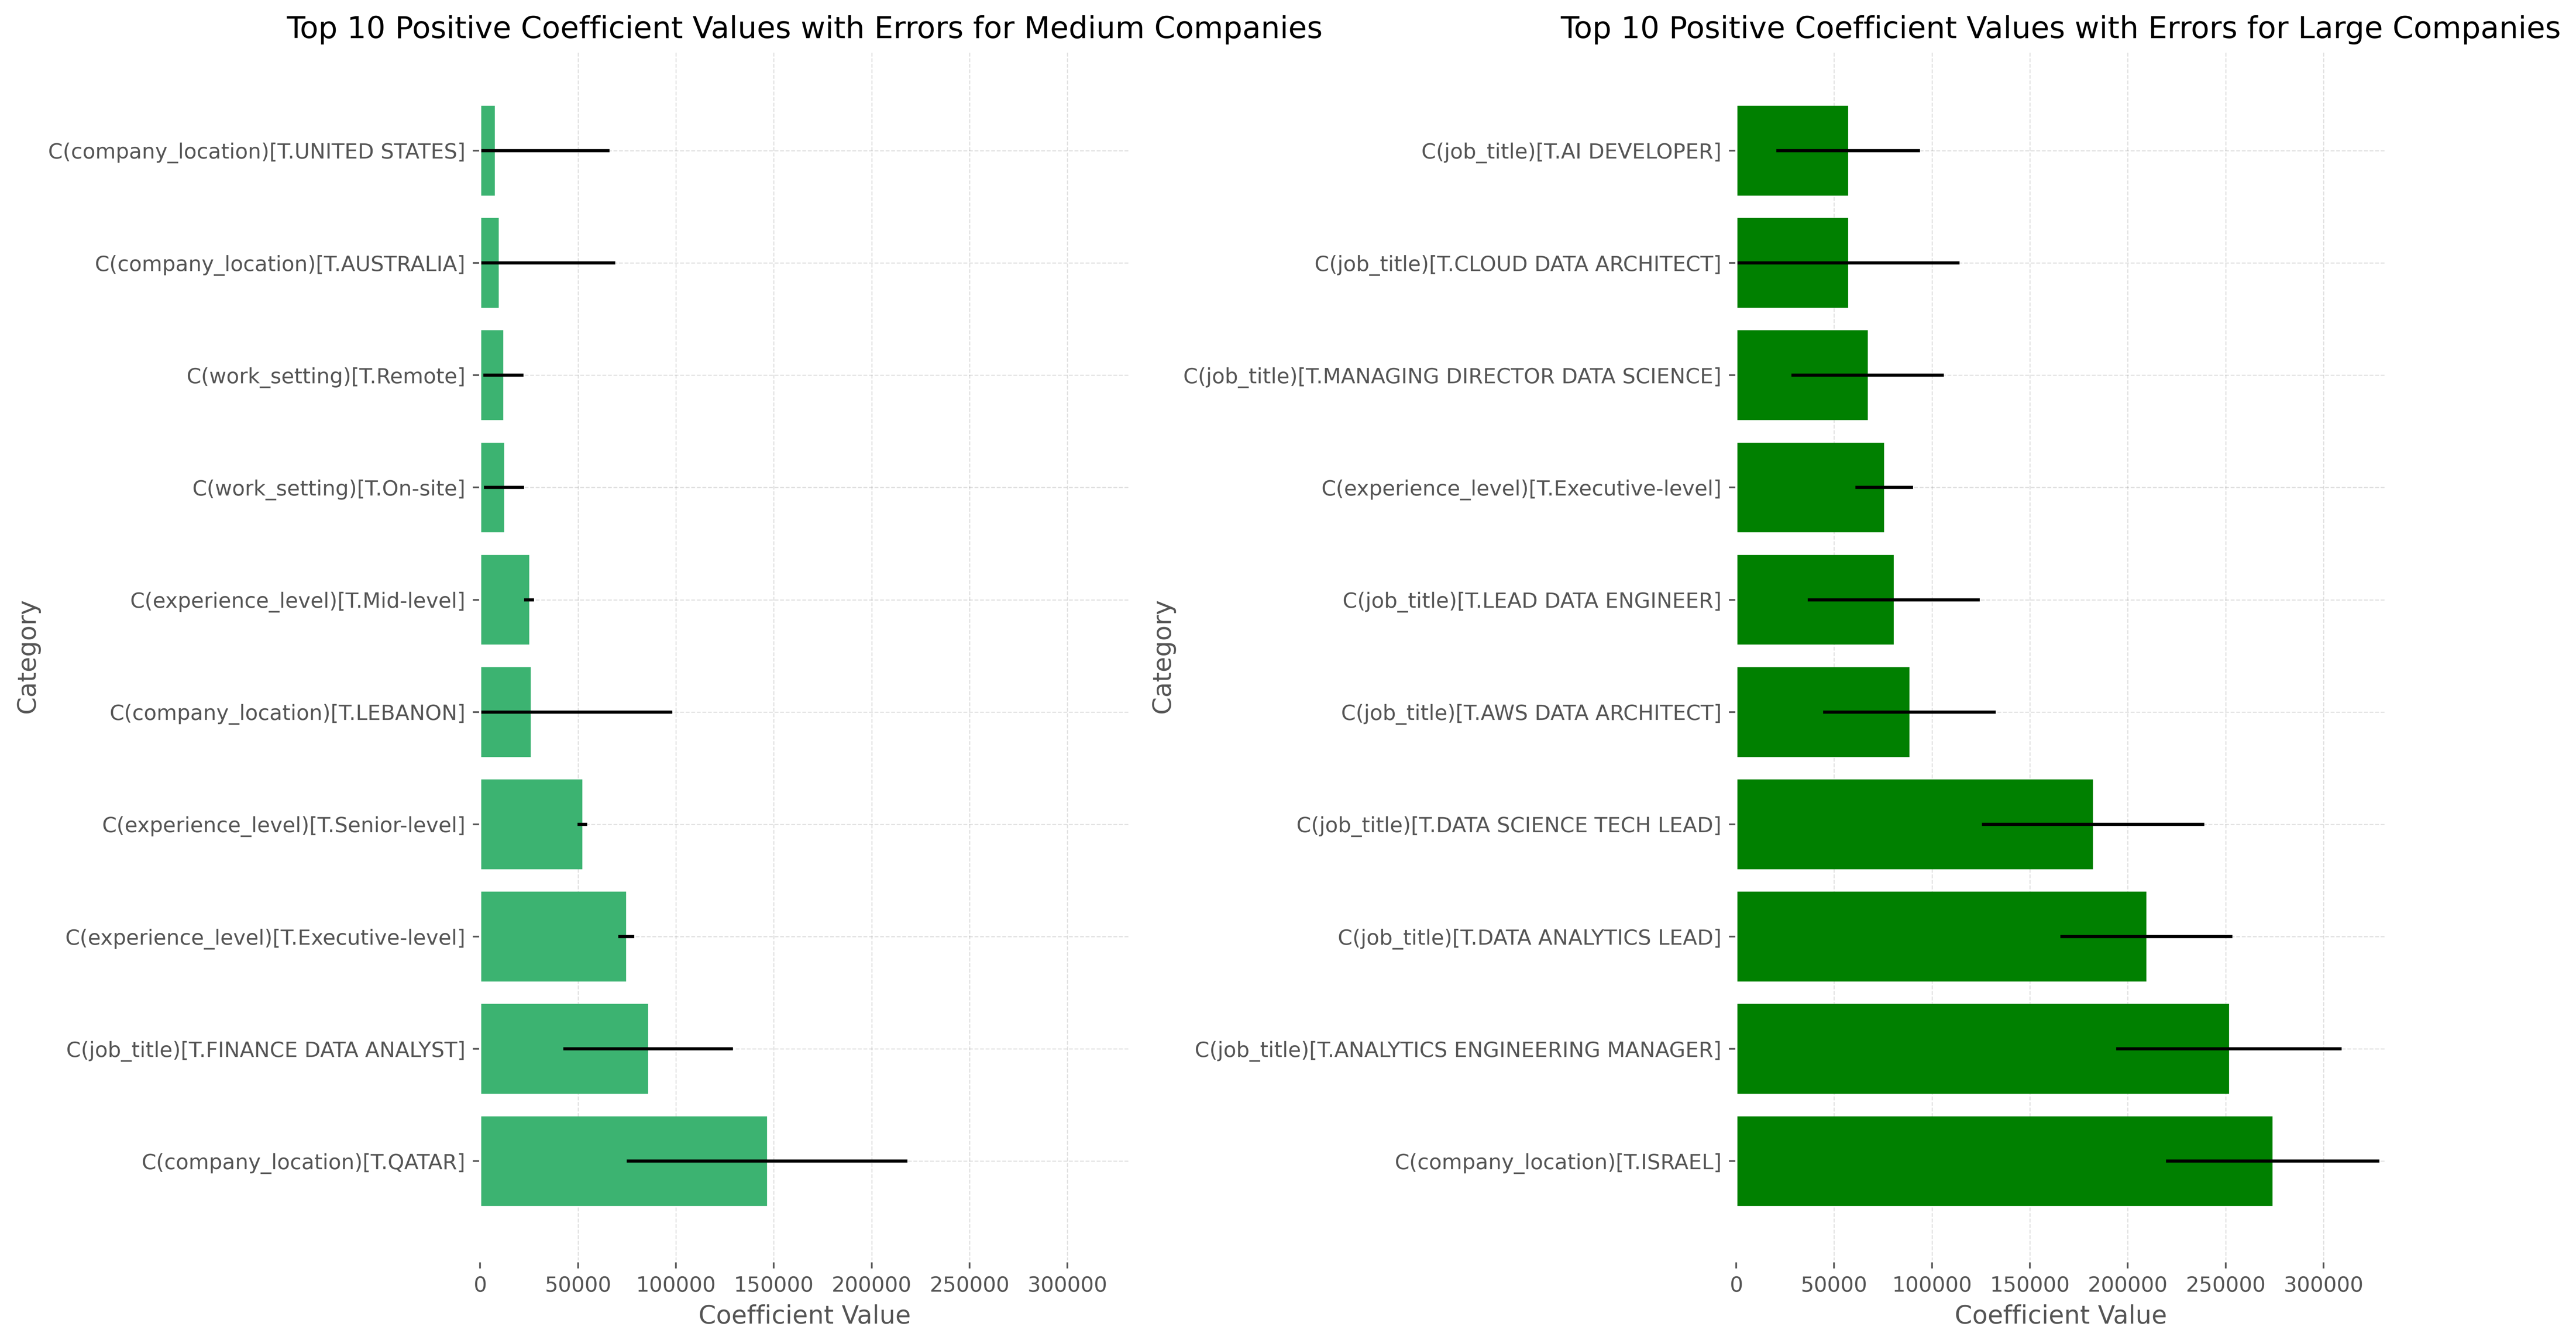 Top 10 Positive Coefficient Values with Errors for Medium Companies
Category
C(company_location)[T.UNITED STATES]
C(company_location)[T.AUSTRALIA]
C(work_setting)[T.Remote]
C(work_setting)[T.On-site]
C(experience_level)[T.Mid-level]
C(company_location)[T.LEBANON]
C(experience_level)[T.Senior-level]
C(experience_level)[T.Executive-level]
C(job_title)[T.FINANCE DATA ANALYST]
C(company_location)[T.QATAR]
0 50000 100000 150000 200000 250000 300000
Coefficient Value
Top 10 Positive Coefficient Values with Errors for Large Companies
Category
C(job_title)[T.AI DEVELOPER]
C(job_title)[T.CLOUD DATA ARCHITECT]
C(job_title)[T.MANAGING DIRECTOR DATA SCIENCE]
C(experience_level)[T.Executive-level]
C(job_title)[T.LEAD DATA ENGINEER]
C(job_title)[T.AWS DATA ARCHITECT]
C(job_title)[T.DATA SCIENCE TECH LEAD]
C(job_title)[T.DATA ANALYTICS LEAD]
C(job_title)[T.ANALYTICS ENGINEERING MANAGER]
C(company_location)[T.ISRAEL]
0 50000 100000 150000 200000 250000 300000
Coefficient Value